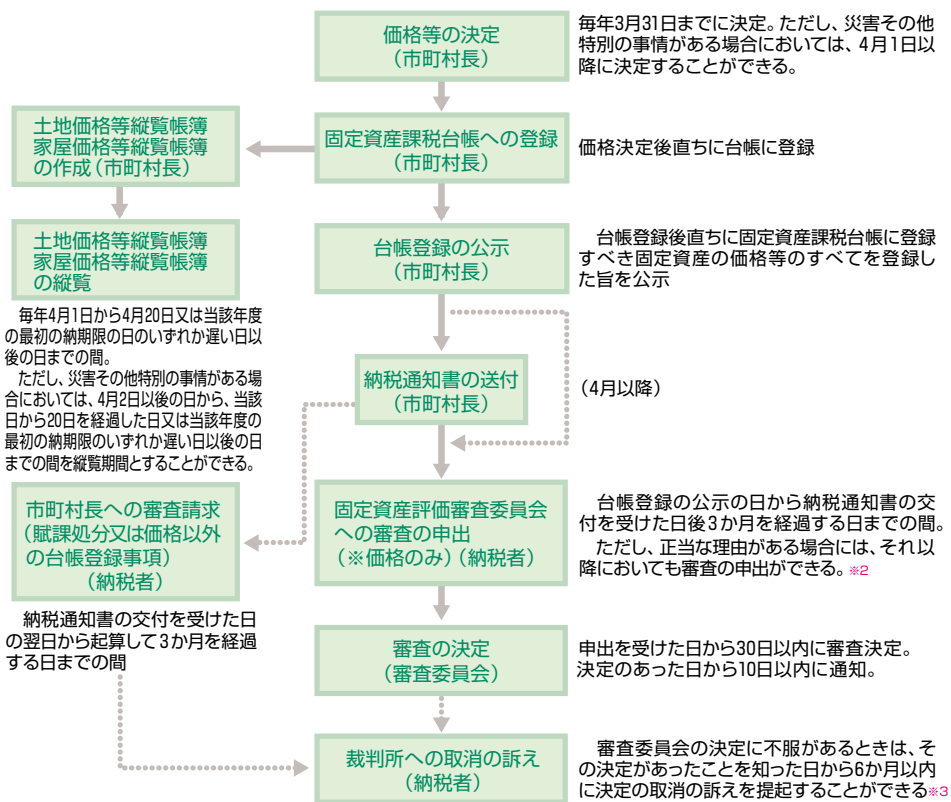 価格等の決定
（市町村長）
毎年3月31日までに決定。ただし、災害その他
特別の事情がある場合においては、4月1日以
降に決定することができる。
固定資産課税台帳への登録
（市町村長）
価格決定後直ちに台帳に登録
土地価格等縦覧帳簿
家屋価格等縦覧帳簿
の作成（市町村長）
土地価格等縦覧帳簿
家屋価格等縦覧帳簿
の縦覧
毎年4月1日から4月20日又は当該年度
の最初の納期限の日のいずれか遅い日以
後の日までの間。
ただし、災害その他特別の事情がある場
合においては、4月2日以後の日から、当該
日から20日を経過した日又は当該年度の
最初の納期限のいずれか遅い日以後の日
までの間を縦覧期間とすることができる。
台帳登録の公示
（市町村長）
台帳登録後直ちに固定資産課税台帳に登録
すべき固定資産の価格等のすべてを登録し
た旨を公示
納税通知書の送付
（市町村長）
（4月以降）
市町村長への審査請求
（賦課処分又は価格以外
の台帳登録事項）
（納税者）
納税通知書の交付を受けた日
の翌日から起算して3か月を経過
する日までの間
固定資産評価審査委員会
への審査の申出
（※価格のみ）（納税者）
台帳登録の公示の日から納税通知書の交
付を受けた日後3か月を経過する日までの間。
ただし、正当な理由がある場合には、それ以
降においても審査の申出ができる。※2
審査の決定
（審査委員会）
申出を受けた日から30日以内に審査決定。
決定のあった日から10日以内に通知。
裁判所への取消の訴え
（納税者）
審査委員会の決定に不服があるときは、そ
の決定があったことを知った日から6か月以内
に決定の取消の訴えを提起することができる※3